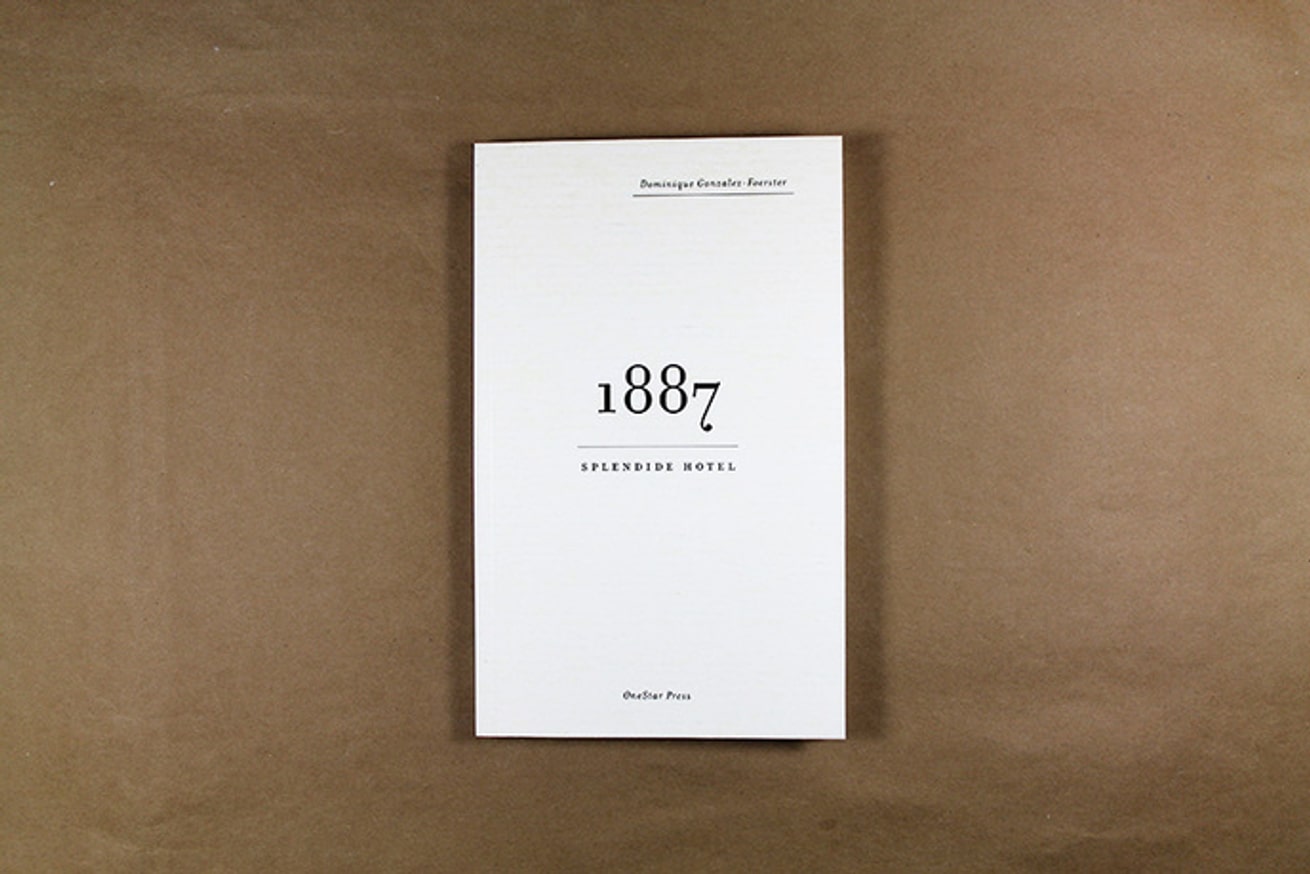 Dominique Gonzalez-Foerster
1887
SPLENDIDE HOTEL
OneStar Press